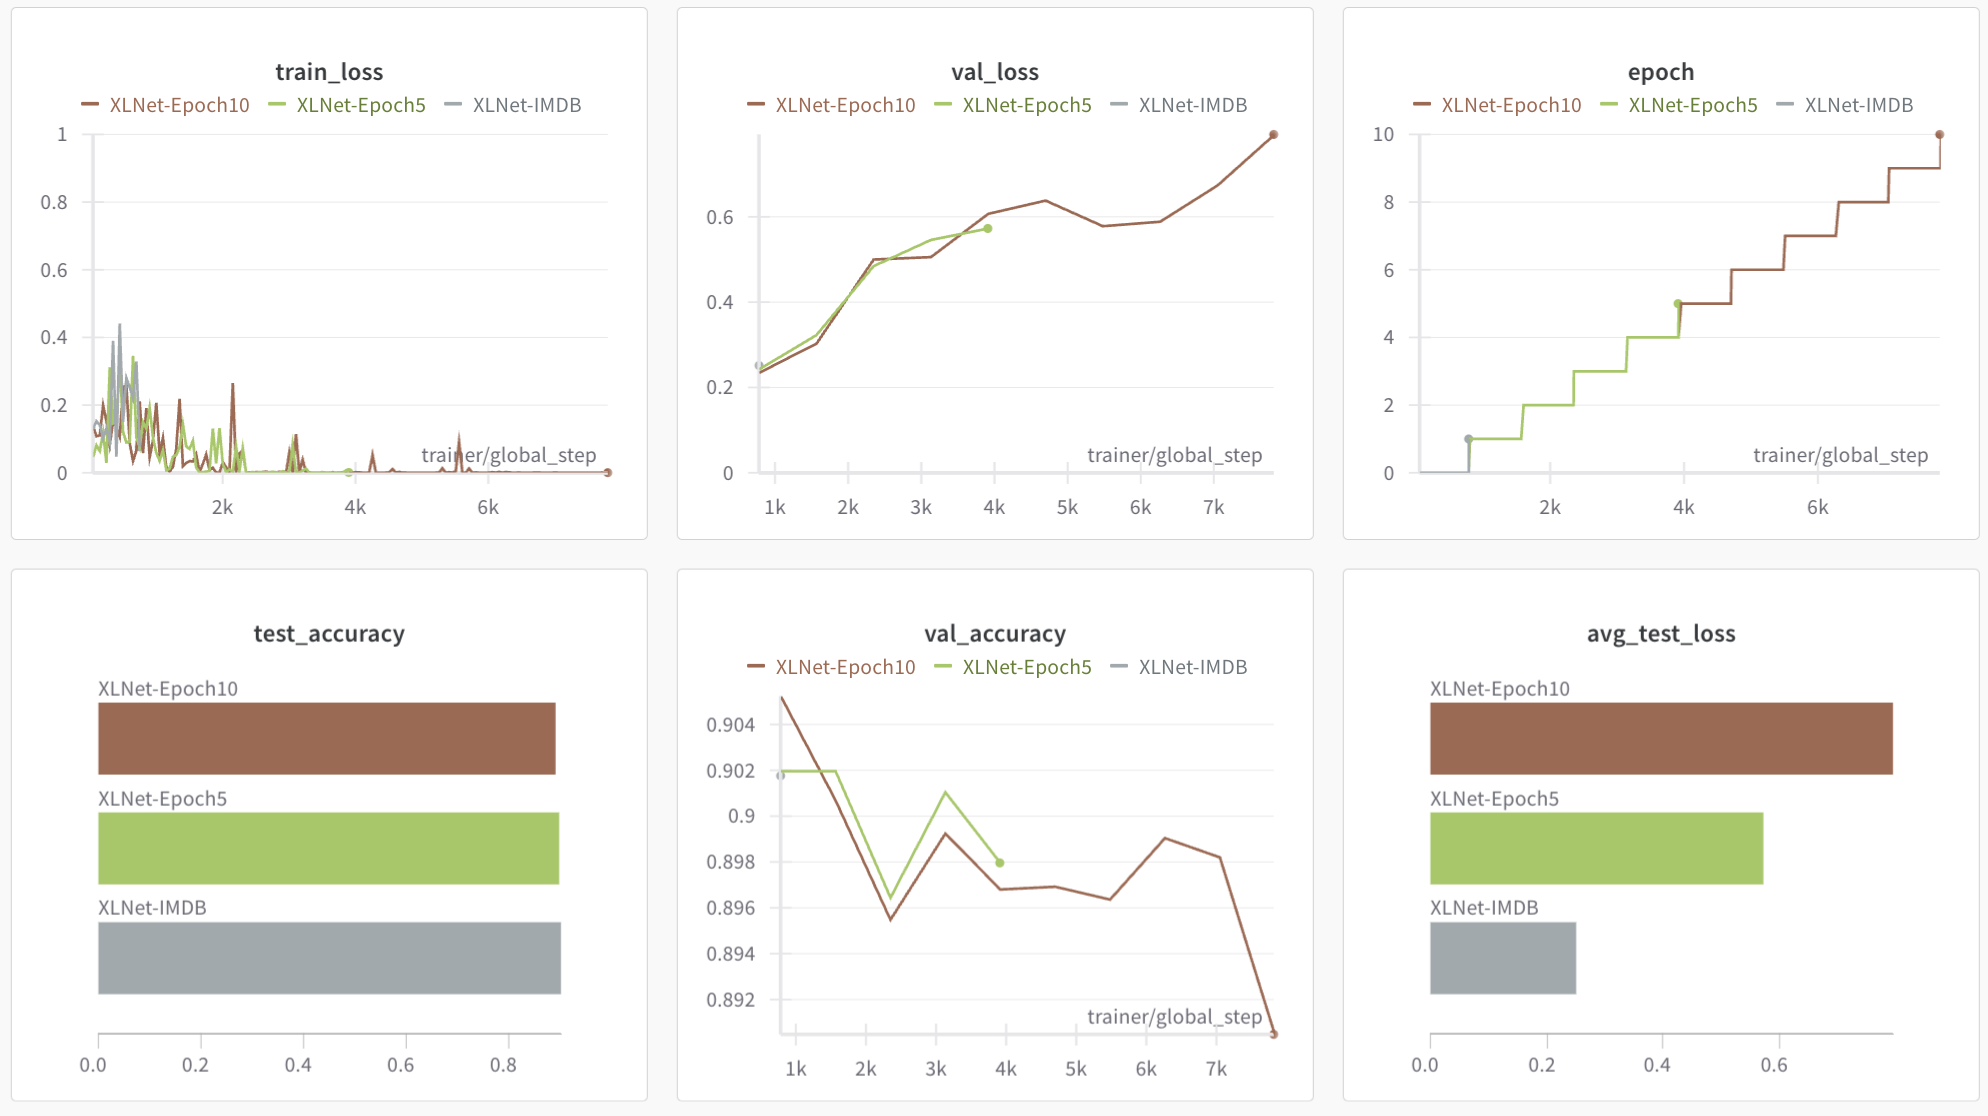 train_loss
XLNet-Epoch10 XLNet-Epoch5 XLNet-IMDB
1
0.8
0.6
0.4
0.2
0
trainer/global_step
2k 4k 6k
val_loss
XLNet-Epoch10 XLNet-Epoch5 XLNet-IMDB
0.6
0.4
0.2
0
trainer/global_step
1k 2k 3k 4k 5k 6k 7k
epoch
XLNet-Epoch10 XLNet-Epoch5 XLNet-IMDB
10
8
6
4
2
0
trainer/global_step
2k 4k 6k
test_accuracy
XLNet-Epoch10
XLNet-Epoch5
XLNet-IMDB
0.0 0.2 0.4 0.6 0.8
val_accuracy
XLNet-Epoch10 XLNet-Epoch5 XLNet-IMDB
0.904
0.902
0.9
0.898
0.896
0.894
0.892
trainer/global_step
1k 2k 3k 4k 5k 6k 7k
avg_test_loss
XLNet-Epoch10
XLNet-Epoch5
XLNet-IMDB
0.0 0.2 0.4 0.6